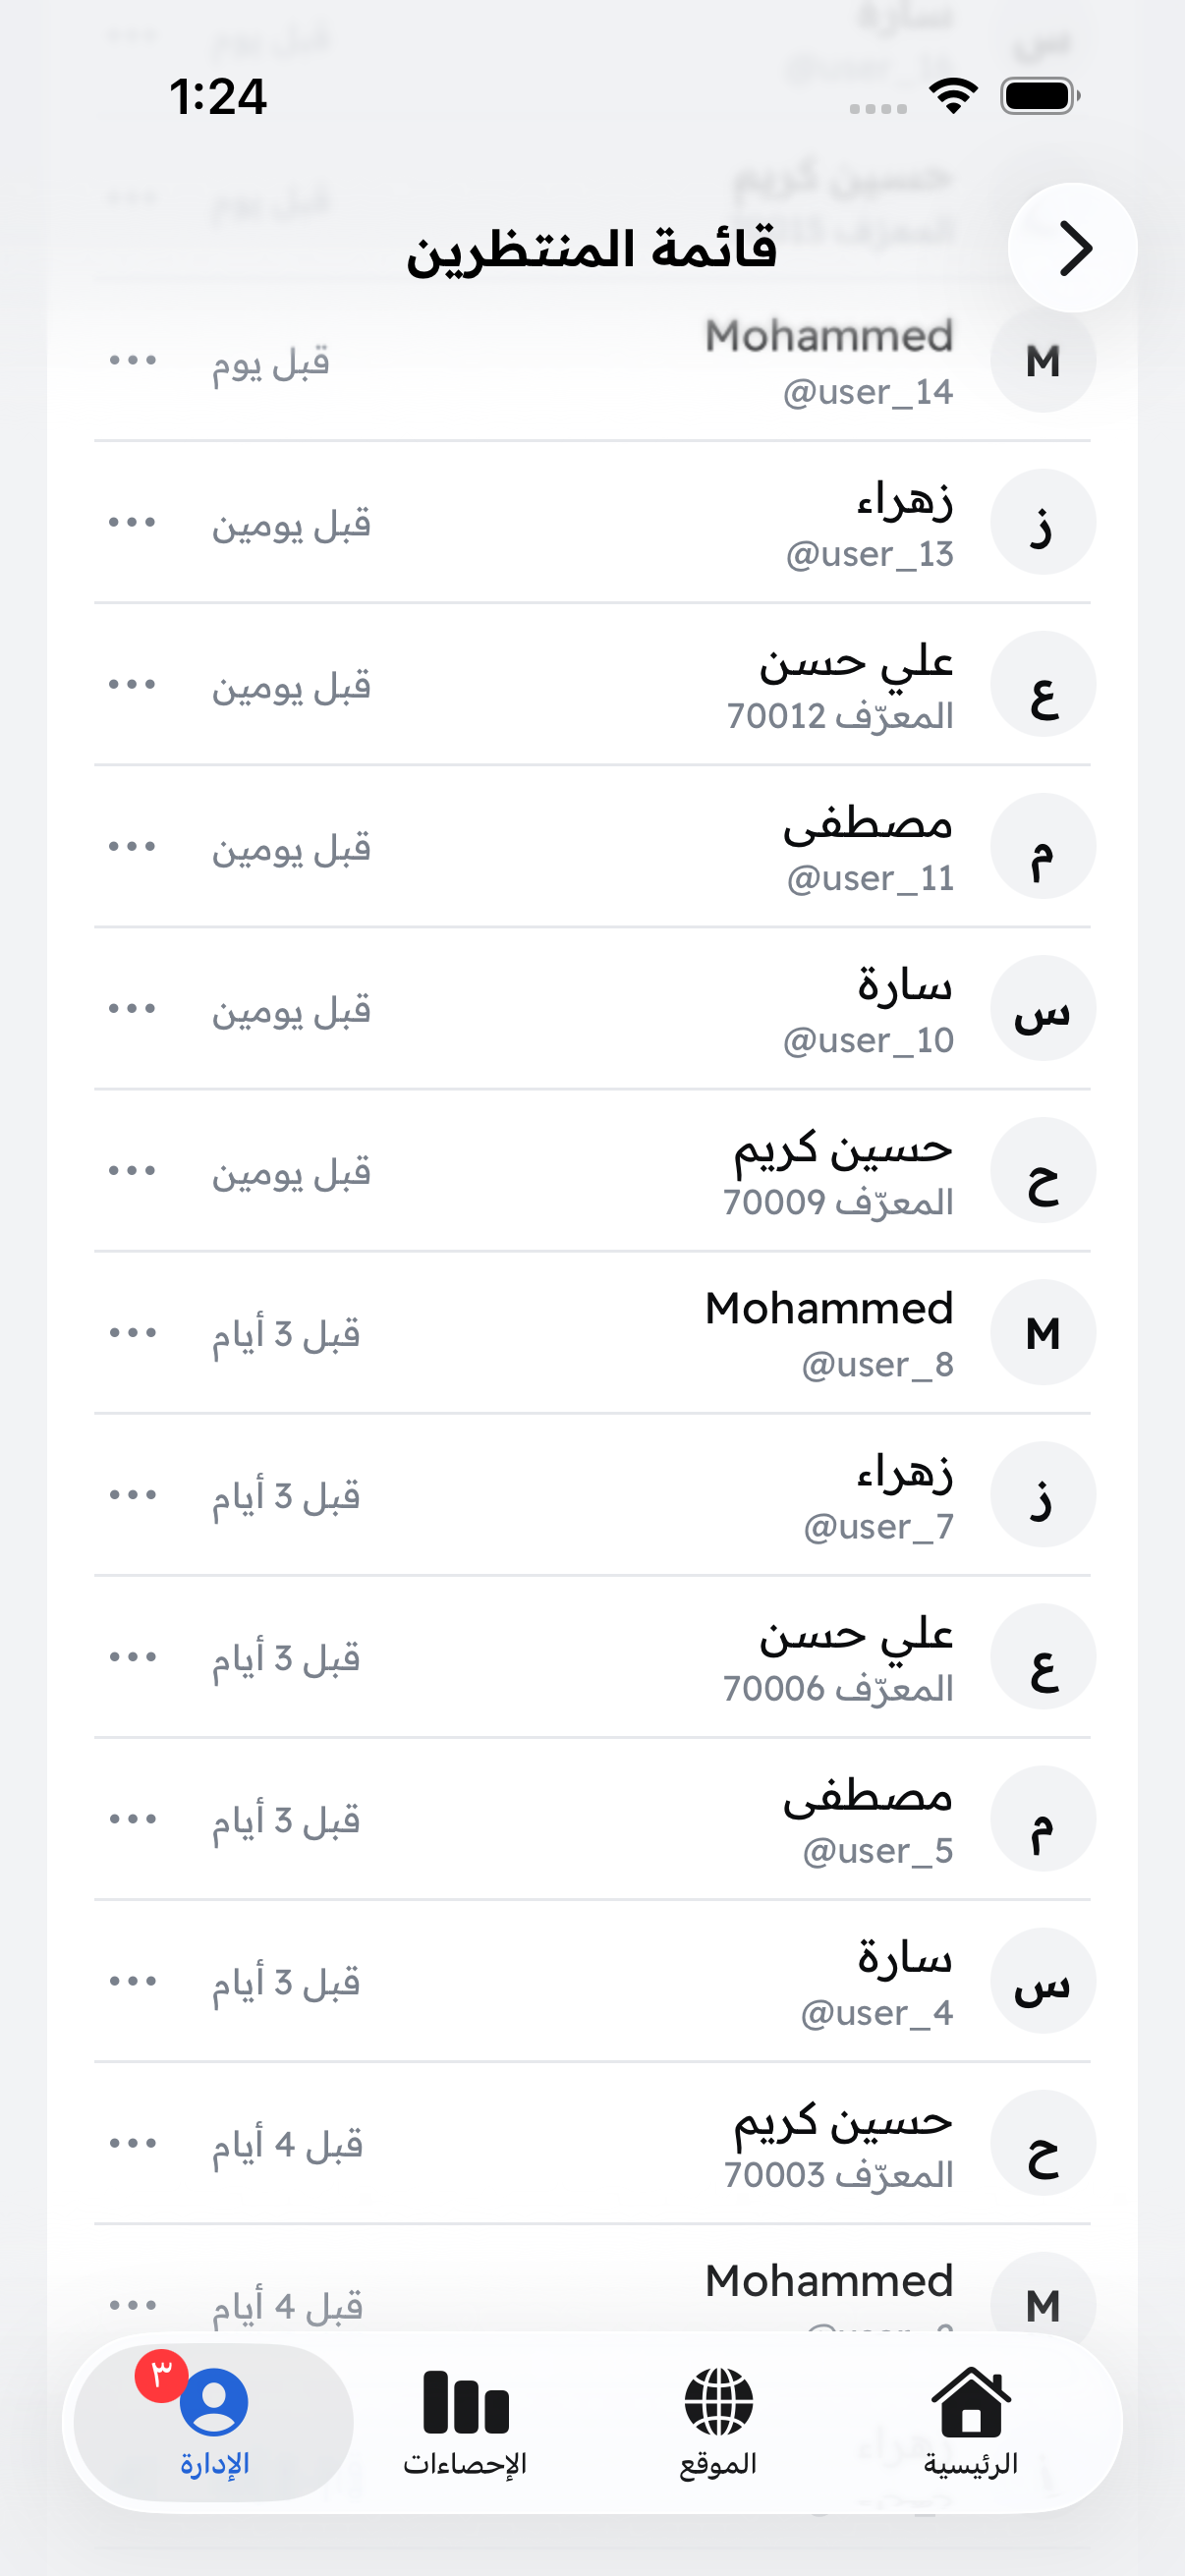 1:24
قائمة المنتظرين
M
Mohammed
@user_14
قبل يوم
ز
زهراء
@user_13
قبل يومين
ع
علي حسن
المعرّف 70012
قبل يومين
م
مصطفى
@user_11
قبل يومين
س
سارة
@user_10
قبل يومين
ح
حسين كريم
المعرّف 70009
قبل يومين
M
Mohammed
@user_8
قبل 3 أيام
ز
زهراء
@user_7
قبل 3 أيام
ع
علي حسن
المعرّف 70006
قبل 3 أيام
م
مصطفى
@user_5
قبل 3 أيام
س
سارة
@user_4
قبل 3 أيام
ح
حسين كريم
المعرّف 70003
قبل 4 أيام
M
Mohammed
قبل 4 أيام
الرئيسية
الموقع
الإحصاءات
٣
الإدارة